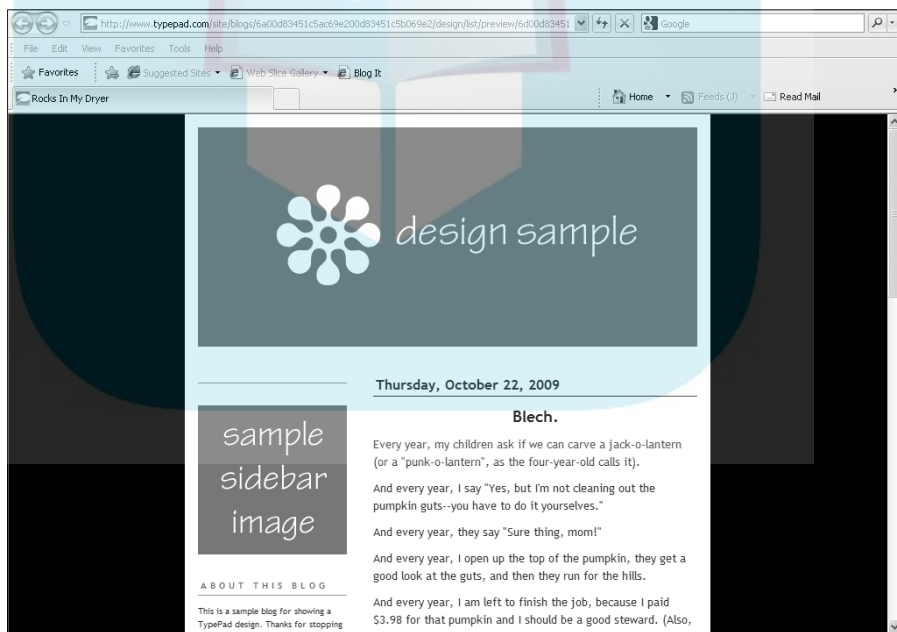 http://www.typepad.com/site/blogs/6a00d83451c5ac69e200d83451c5b069e2/design/list/preview/6d00d83451
Google
File Edit View Favorites Tools Help
Favorites Suggested Sites Web Slice Gallery Blog It
Rocks In My Dryer
Home Feeds (J) Read Mail
design sample
Thursday, October 22, 2009
Blech.
Every year, my children ask if we can carve a jack-o-lantern
(or a "punk-o-lantern", as the four-year-old calls it).
And every year, I say "Yes, but I'm not cleaning out the
pumpkin guts--you have to do it yourselves."
And every year, they say "Sure thing, mom!"
And every year, I open up the top of the pumpkin, they get a
good look at the guts, and then they run for the hills.
And every year, I am left to finish the job, because I paid
$3.98 for that pumpkin and I should be a good steward. (Also,
sample
sidebar
image
ABOUT THIS BLOG
This is a sample blog for showing a
TypePad design. Thanks for stopping